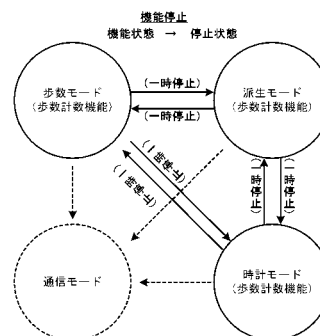 機能停止
機能状態 → 停止状態
歩数モード
(歩数計数機能)
(一時停止)
(一時停止)
派生モード
(歩数計数機能)
(一時停止)
(一時停止)
(一時停止)
(一時停止)
通信モード
時計モード
(歩数計数機能)